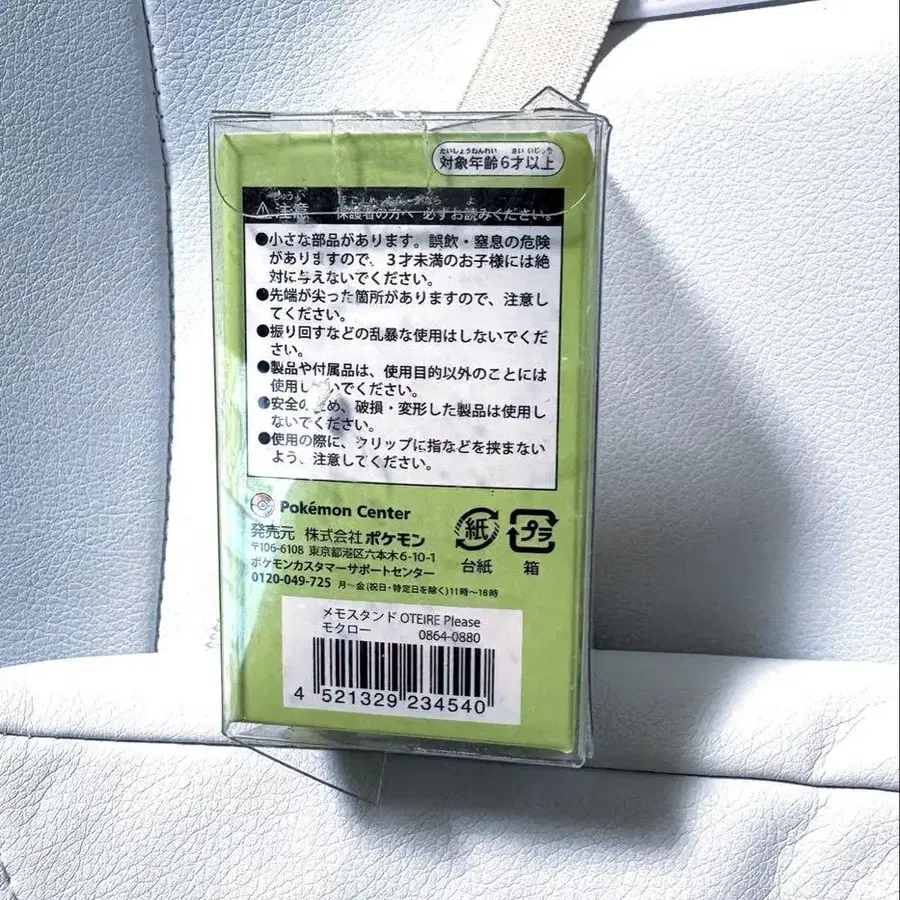 たいしょうねんれい さい いじょう
対象年齢6才以上
⚠注意 保護者の方へ 必ずお読みください。
●小さな部品があります。誤飲・窒息の危険
がありますので、3才未満のお子様には絶
対に与えないでください。
●先端が尖った箇所がありますので、注意し
てください。
●振り回すなどの乱暴な使用はしないでくだ
さい。
●製品や付属品は、使用目的以外のことには
使用しないでください。
●安全のため、破損・変形した製品は使用し
ないでください。
●使用の際に、クリップに指などを挟まない
よう、注意してください。
Pokémon Center
発売元 株式会社ポケモン
〒106-6108 東京都港区六本木6-10-1
ポケモンカスタマーサポートセンター
0120-049-725 月～金(祝日・特定日を除く)11時～18時
紙 プラ
台紙 箱
メモスタンド OTEIRE Please
モクロー 0864-0880
4 521329 234540